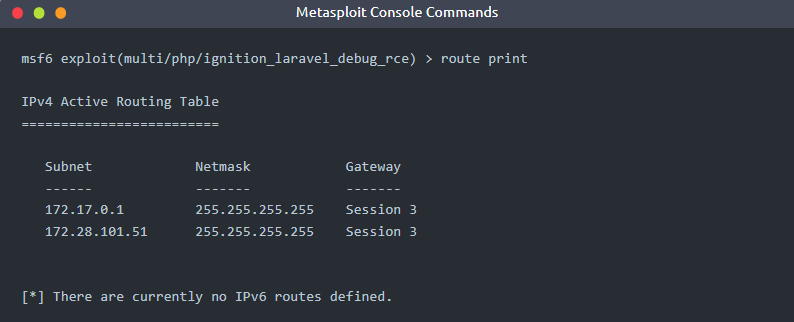 Metasploit Console Commands
msf6 exploit(multi/php/ignition_laravel_debug_rce) > route print
IPv4 Active Routing Table
=========================
Subnet Netmask Gateway
------ ------- -------
172.17.0.1 255.255.255.255 Session 3
172.28.101.51 255.255.255.255 Session 3
[*] There are currently no IPv6 routes defined.